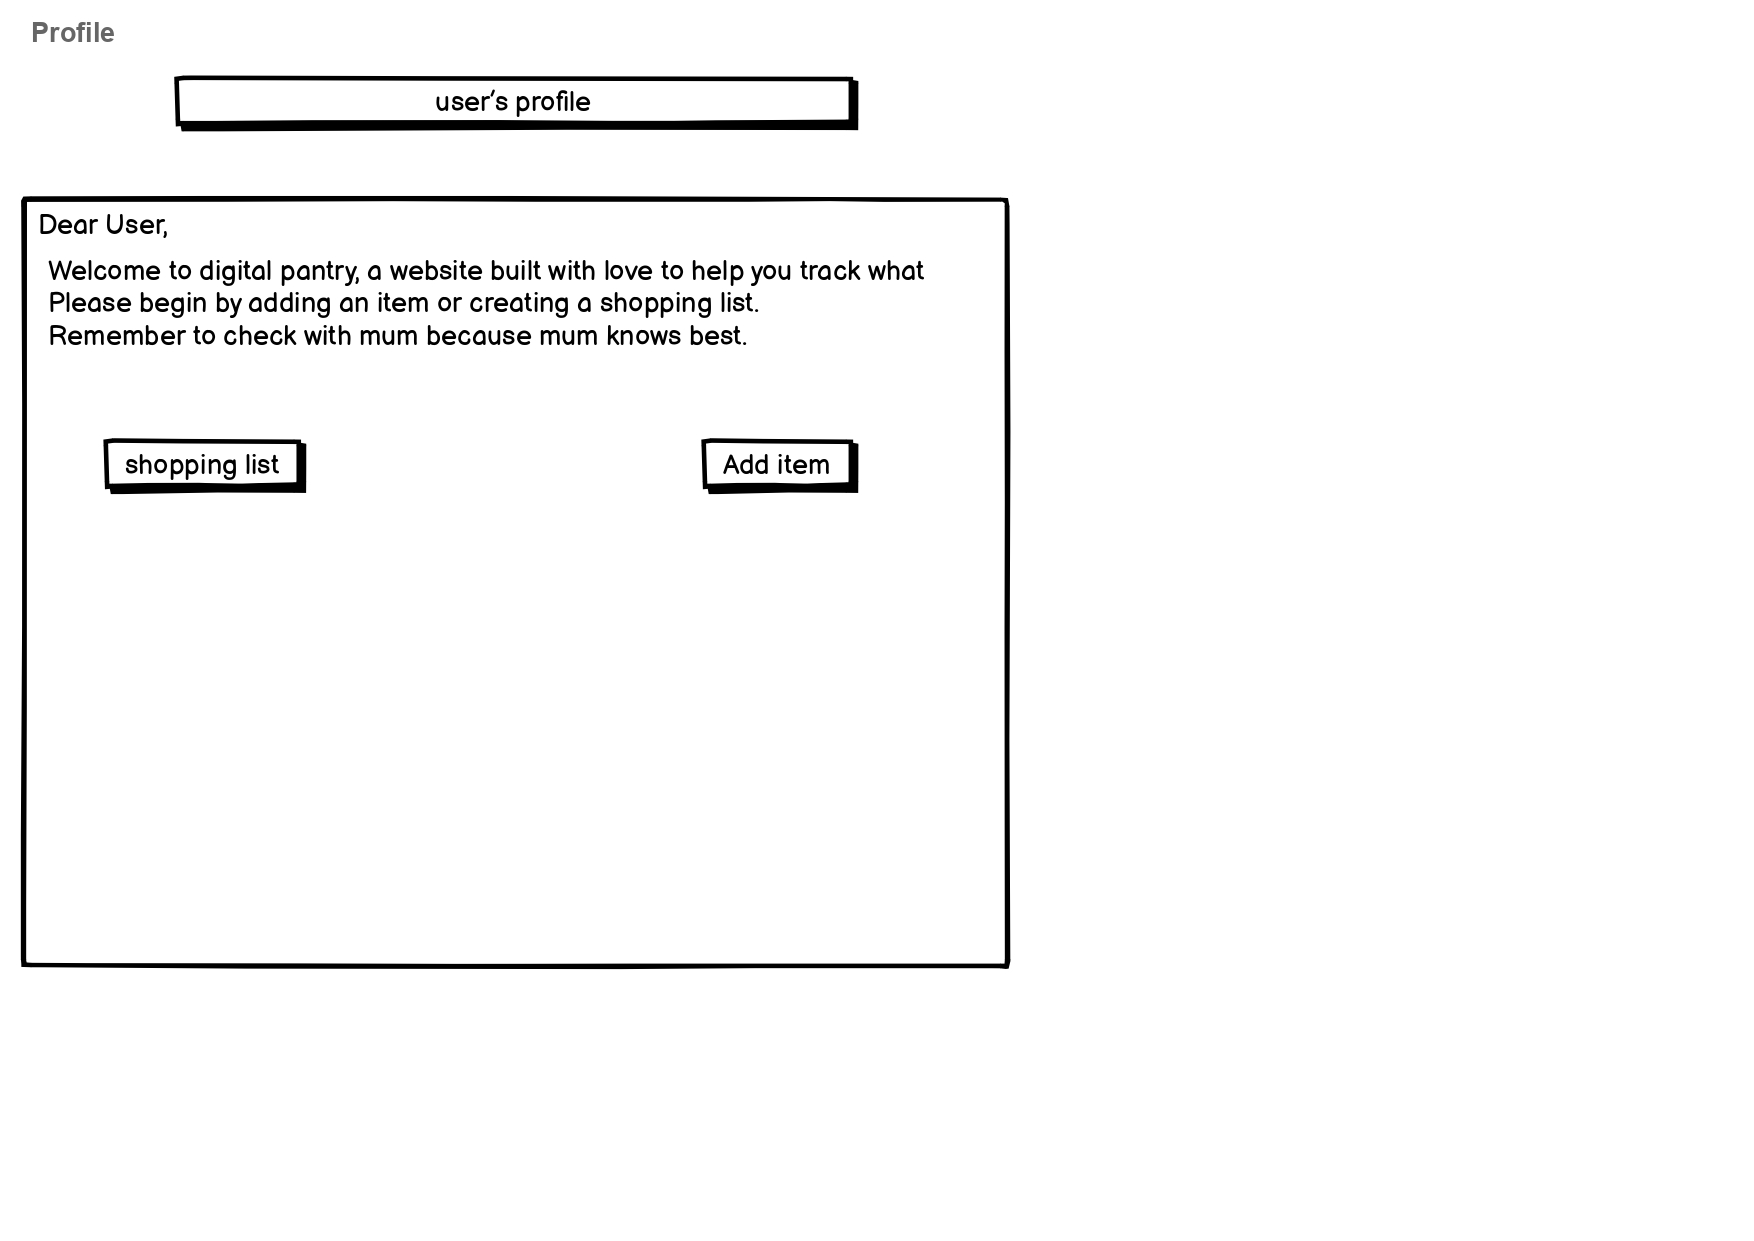 Profile
user's profile
Dear User,
Welcome to digital pantry, a website built with love to help you track what
Please begin by adding an item or creating a shopping list.
Remember to check with mum because mum knows best.
shopping list
Add item